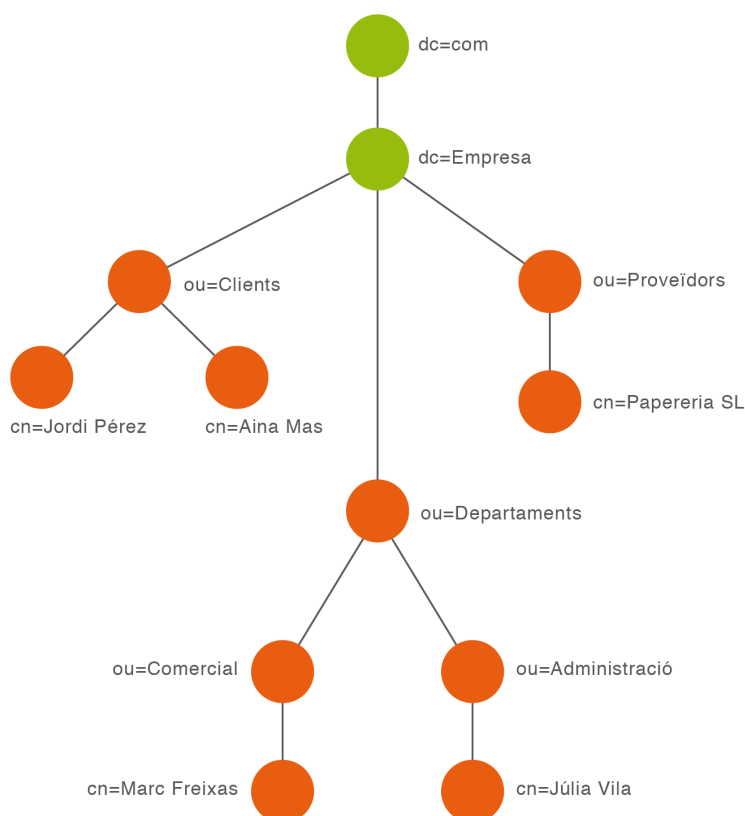 dc=com
dc=Empresa
ou=Clients
ou=Proveïdors
cn=Jordi Pérez
cn=Aina Mas
cn=Papereria SL
ou=Departaments
ou=Comercial
ou=Administració
cn=Marc Freixas
cn=Júlia Vila